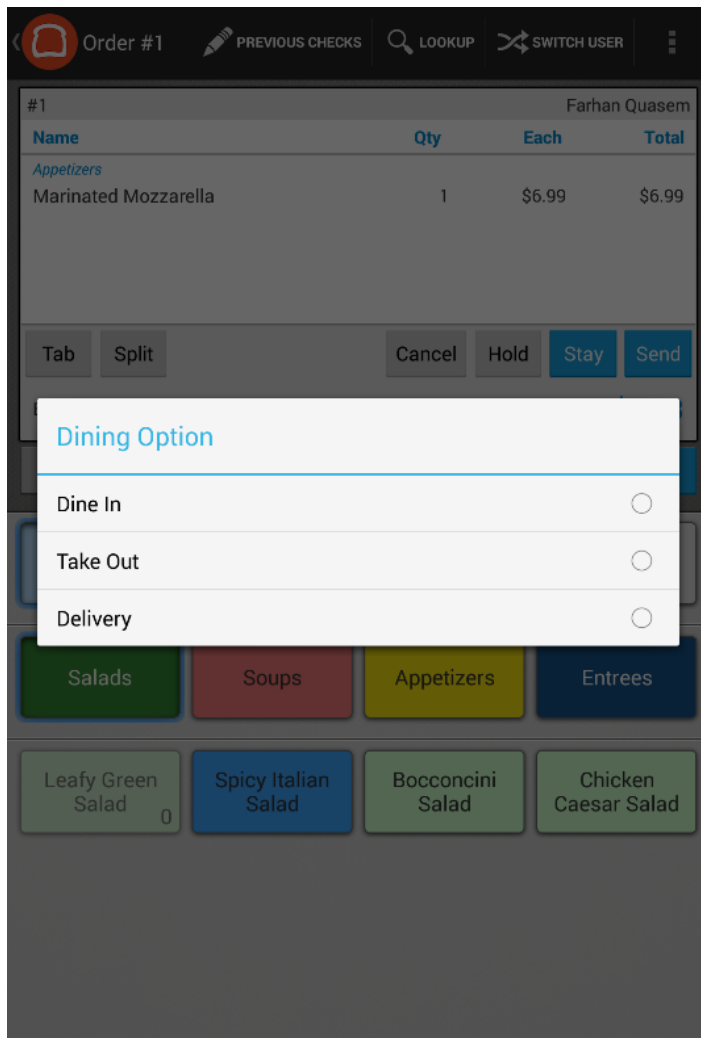 Order #1 PREVIOUS CHECKS LOOKUP SWITCH USER
#1 Farhan Quasem
Name Qty Each Total
Appetizers
Marinated Mozzarella 1 $6.99 $6.99
Tab Split Cancel Hold Stay Send
Dining Option
Dine In
Take Out
Delivery
Salads Soups Appetizers Entrees
Leafy Green Spicy Italian Bocconcini Chicken
Salad 0 Salad Salad Caesar Salad